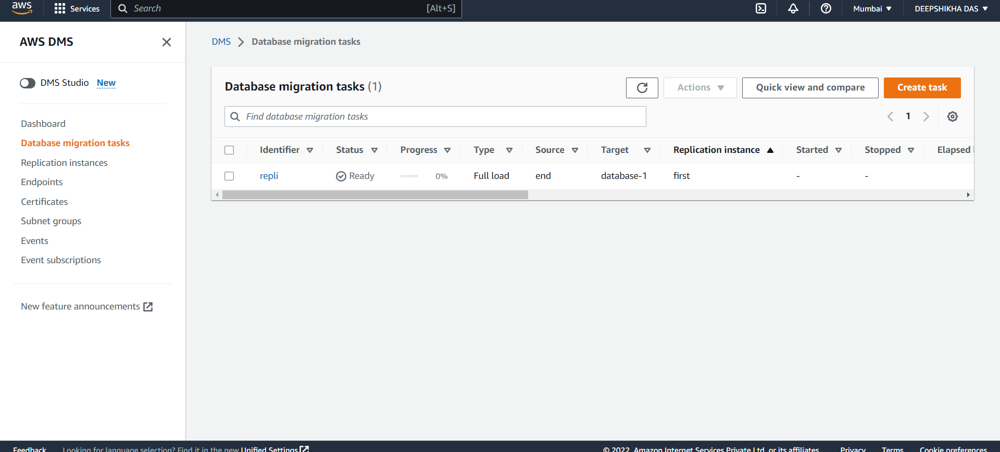 aws Services Search [Alt+S] Mumbai DEEPSHIKHA DAS
AWS DMS
DMS Studio New
Dashboard
Database migration tasks
Replication instances
Endpoints
Certificates
Subnet groups
Events
Event subscriptions
New feature announcements
DMS Database migration tasks
Database migration tasks (1) Actions Quick view and compare Create task
Find database migration tasks 1
Identifier Status Progress Type Source Target Replication instance Started Stopped Elapsed
repli Ready 0% Full load end database-1 first - -
Feedback Looking for language selection? Find it in the new Unified Settings © 2022, Amazon Internet Services Private Ltd. or its affiliates. Privacy Terms Cookie preferences